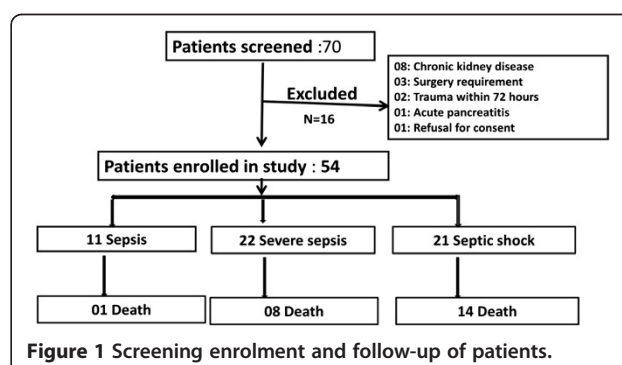 Patients screened :70
08: Chronic kidney disease
03: Surgery requirement
02: Trauma within 72 hours
01: Acute pancreatitis
01: Refusal for consent
Excluded
N=16
Patients enrolled in study : 54
11 Sepsis
22 Severe sepsis
21 Septic shock
01 Death
08 Death
14 Death
Figure 1 Screening enrolment and follow-up of patients.